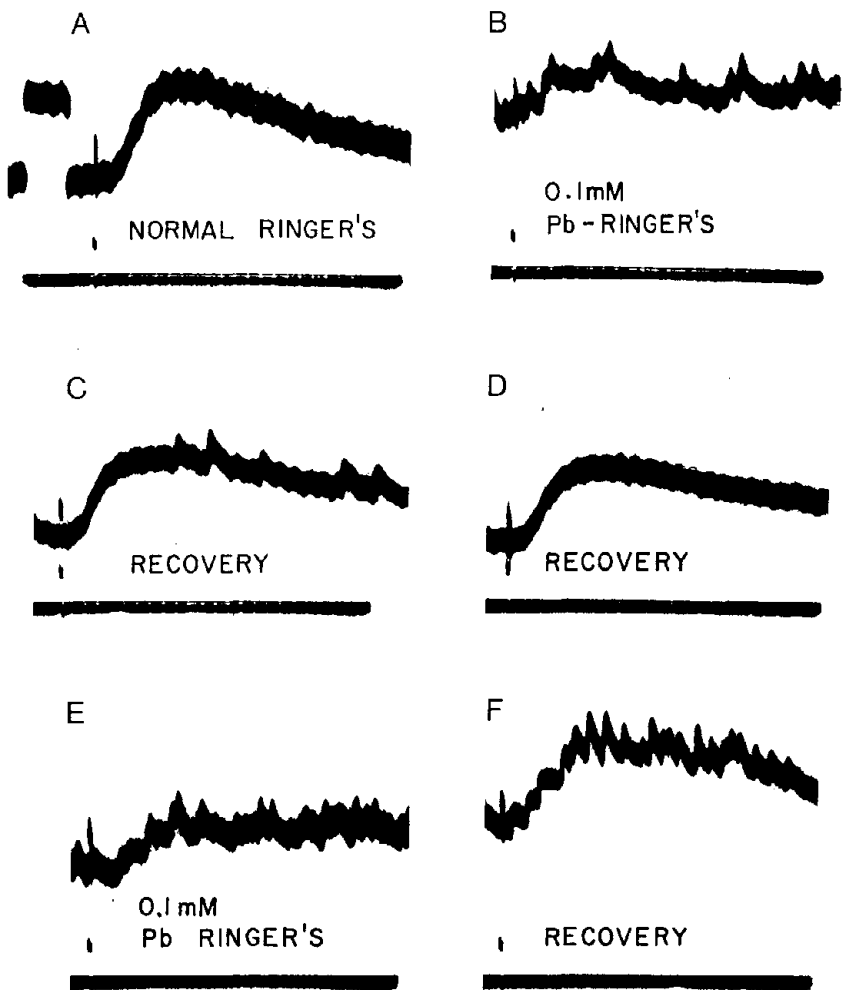 A
NORMAL RINGER'S
B
0.1mM
Pb-RINGER'S
C
RECOVERY
D
RECOVERY
E
0.1mM
Pb RINGER'S
F
RECOVERY